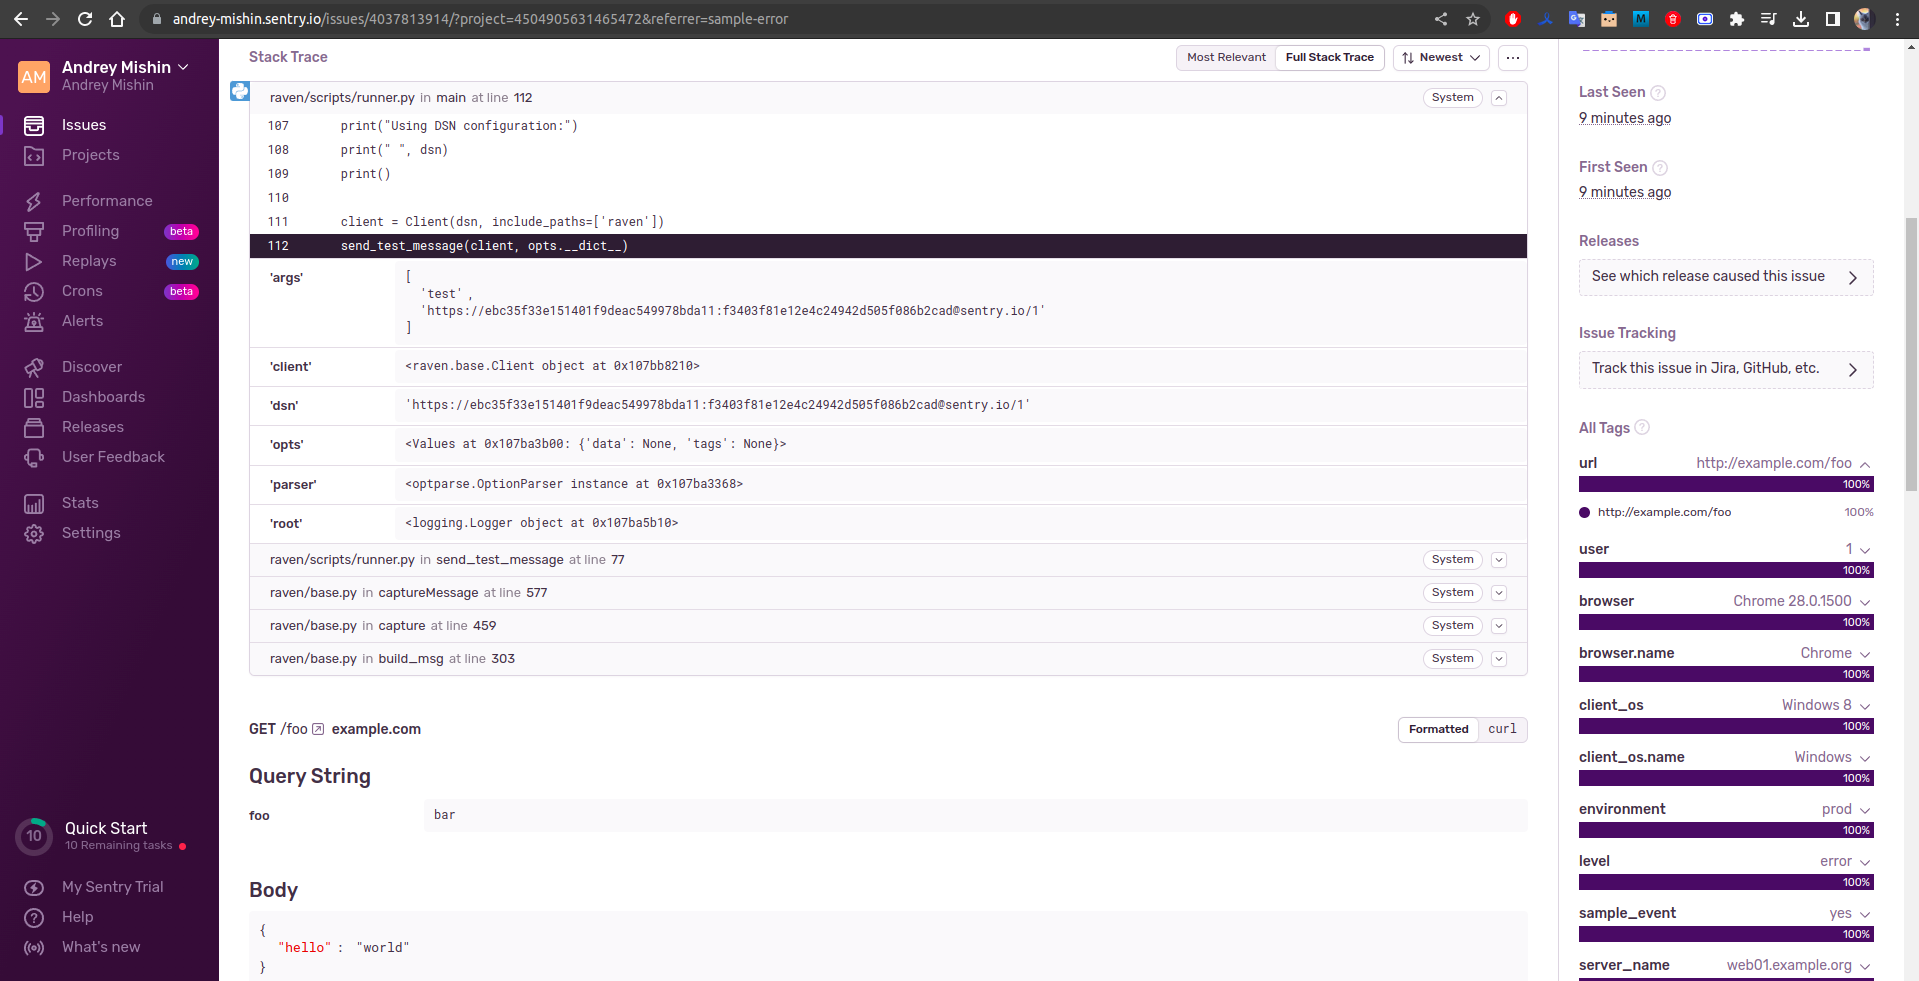 andrey-mishin.sentry.io/issues/4037813914/?project=4504905631465472&referrer=sample-error
AM
Andrey Mishin
Andrey Mishin
Issues
Projects
Performance
Profiling beta
Replays new
Crons beta
Alerts
Discover
Dashboards
Releases
User Feedback
Stats
Settings
10
Quick Start
10 Remaining tasks
My Sentry Trial
Help
What's new
Stack Trace
Most Relevant Full Stack Trace Newest ...
raven/scripts/runner.py in main at line 112 System
107 print("Using DSN configuration:")
108 print(" ", dsn)
109 print()
110
111 client = Client(dsn, include_paths=['raven'])
112 send_test_message(client, opts.__dict__)
'args' [
'test' ,
'https://ebc35f33e151401f9deac549978bda11:f3403f81e12e4c24942d505f086b2cad@sentry.io/1'
]
'client' <raven.base.Client object at 0x107bb8210>
'dsn' 'https://ebc35f33e151401f9deac549978bda11:f3403f81e12e4c24942d505f086b2cad@sentry.io/1'
'opts' <Values at 0x107ba3b00: {'data': None, 'tags': None}>
'parser' <optparse.OptionParser instance at 0x107ba3368>
'root' <logging.Logger object at 0x107ba5b10>
raven/scripts/runner.py in send_test_message at line 77 System
raven/base.py in captureMessage at line 577 System
raven/base.py in capture at line 459 System
raven/base.py in build_msg at line 303 System
GET /foo example.com
Formatted curl
Query String
foo bar
Body
{
"hello" : "world"
}
Last Seen ?
9 minutes ago
First Seen ?
9 minutes ago
Releases
See which release caused this issue
Issue Tracking
Track this issue in Jira, GitHub, etc.
All Tags ?
url http://example.com/foo
100%
http://example.com/foo 100%
user 1
100%
browser Chrome 28.0.1500
100%
browser.name Chrome
100%
client_os Windows 8
100%
client_os.name Windows
100%
environment prod
100%
level error
100%
sample_event yes
100%
server_name web01.example.org